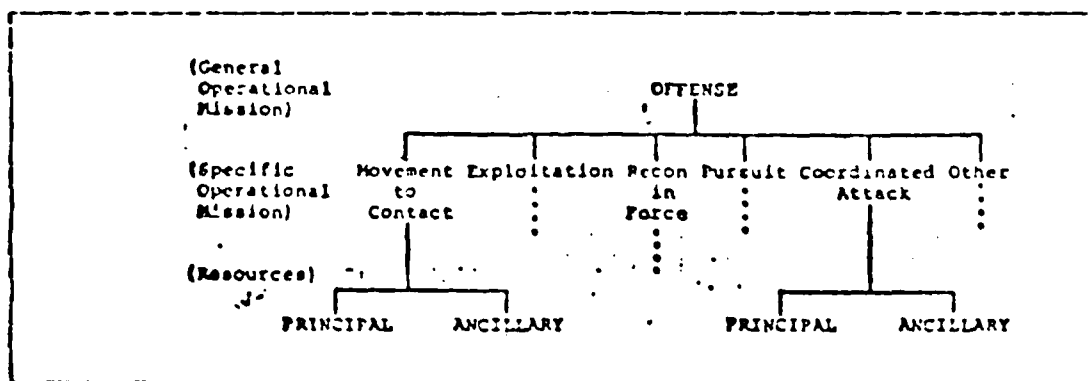 (General
Operational
Mission)
OFFENSE
(Specific
Operational
Mission)
Movement
to
Contact
Exploitation
Recon
in
Force
Pursuit
Coordinated
Attack
Other
(Resources)
PRINCIPAL ANCILLARY PRINCIPAL ANCILLARY